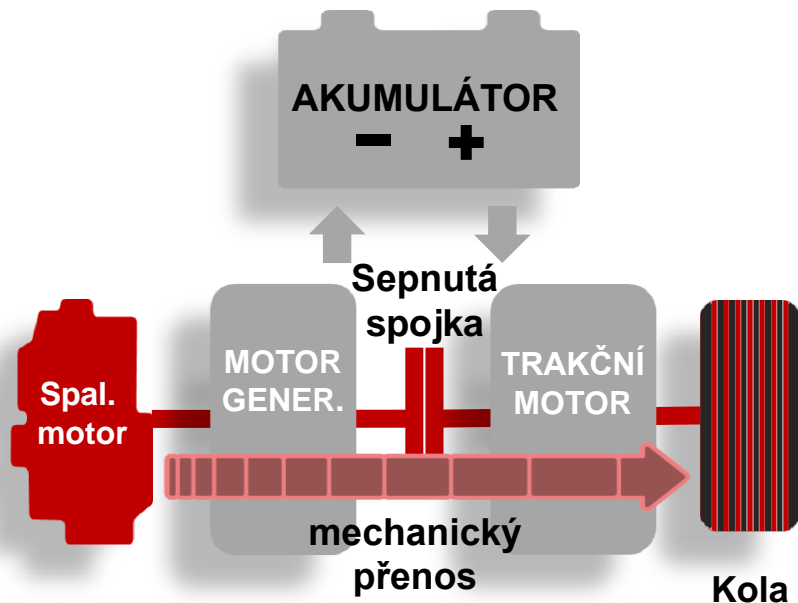 AKUMULÁTOR
- +
Sepnutá
spojka
Spal.
motor
MOTOR
GENER.
TRAKČNÍ
MOTOR
mechanický
přenos
Kola